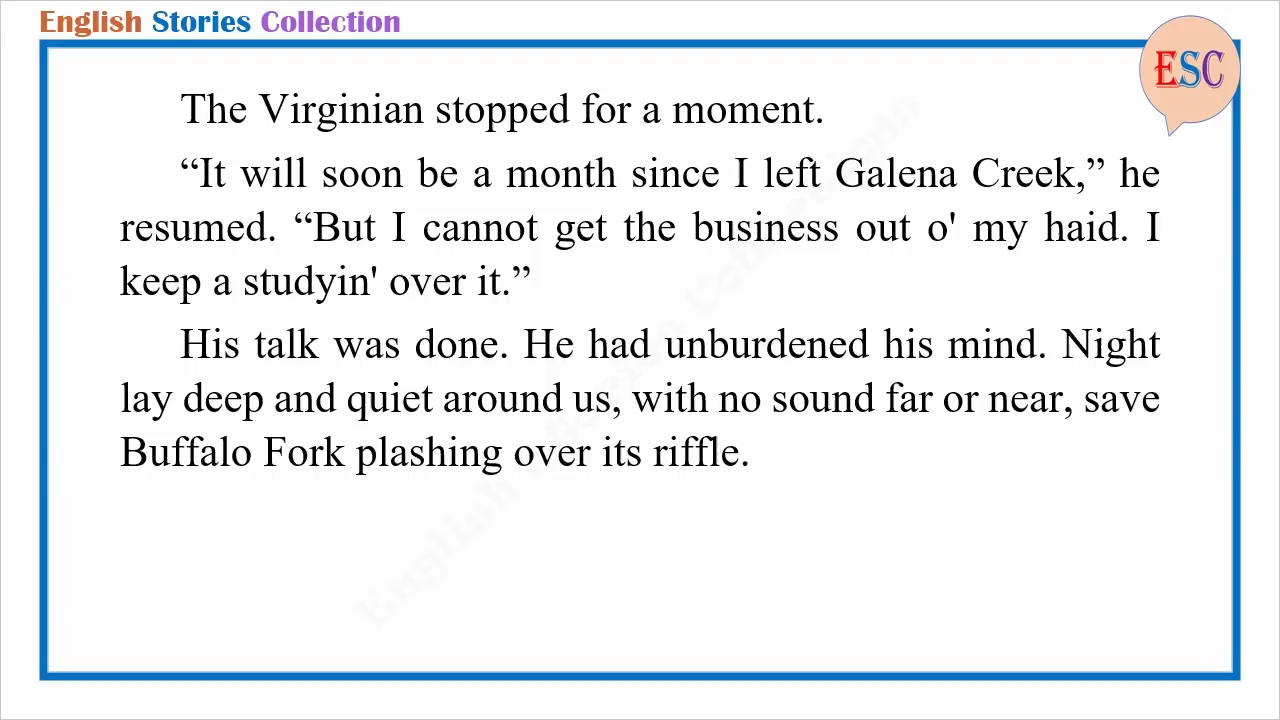 English Stories Collection
ESC
The Virginian stopped for a moment.
“It will soon be a month since I left Galena Creek,” he
resumed. “But I cannot get the business out o' my haid. I
keep a studyin' over it.”
His talk was done. He had unburdened his mind. Night
lay deep and quiet around us, with no sound far or near, save
Buffalo Fork plashing over its riffle.